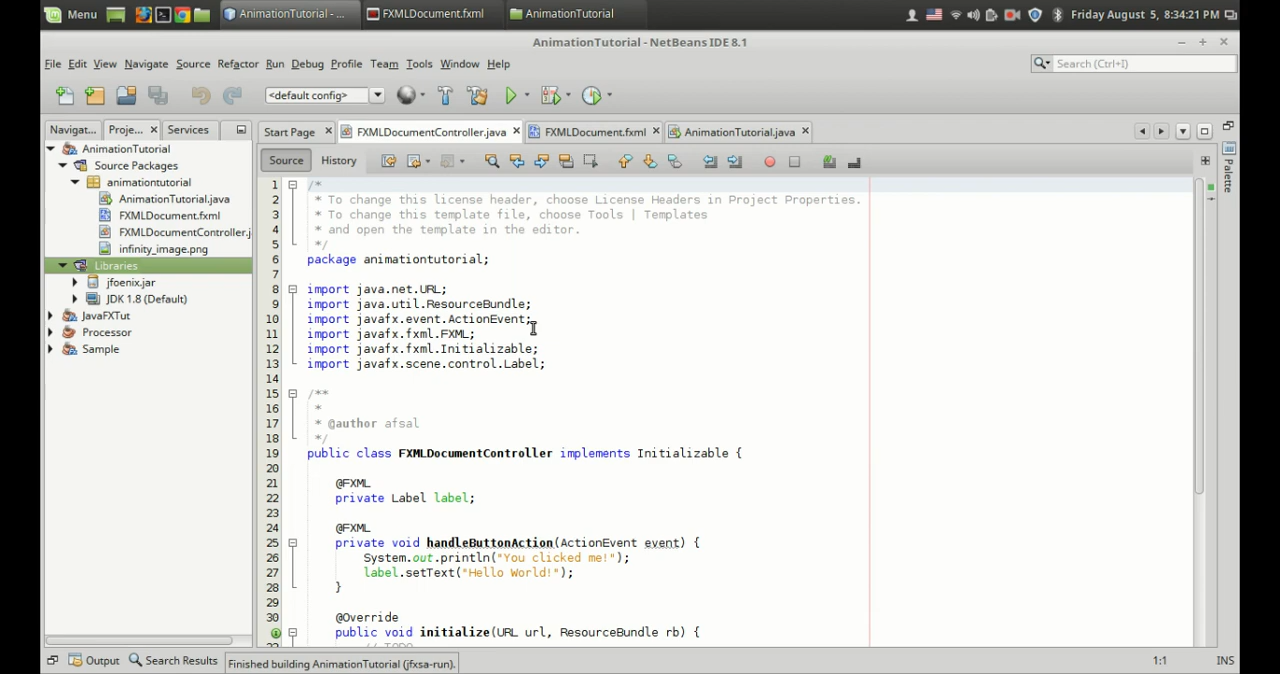 Menu
AnimationTutorial - ...
FXMLDocument.fxml
AnimationTutorial
Friday August 5, 8:34:21 PM
AnimationTutorial - NetBeans IDE 8.1
File Edit View Navigate Source Refactor Run Debug Profile Team Tools Window Help
Search (Ctrl+I)
<default config>
Navigat... Proje... Services
Start Page FXMLDocumentController.java FXMLDocument.fxml AnimationTutorial.java
Source History
AnimationTutorial
Source Packages
animationtutorial
AnimationTutorial.java
FXMLDocument.fxml
FXMLDocumentController.j
infinity_image.png
Libraries
jfoenix.jar
JDK 1.8 (Default)
JavaFXTut
Processor
Sample
1 /*
2 * To change this license header, choose License Headers in Project Properties.
3 * To change this template file, choose Tools | Templates
4 * and open the template in the editor.
5 */
6 package animationtutorial;
7
8 import java.net.URL;
9 import java.util.ResourceBundle;
10 import javafx.event.ActionEvent;
11 import javafx.fxml.FXML;
12 import javafx.fxml.Initializable;
13 import javafx.scene.control.Label;
14
15 /**
16 *
17 * @author afsal
18 */
19 public class FXMLDocumentController implements Initializable {
20
21 @FXML
22 private Label label;
23
24 @FXML
25 private void handleButtonAction(ActionEvent event) {
26 System.out.println("You clicked me!");
27 label.setText("Hello World!");
28 }
29
30 @Override
public void initialize(URL url, ResourceBundle rb) {
// TODO
Palette
Output Search Results Finished building AnimationTutorial (jfxsa-run).
1:1 INS